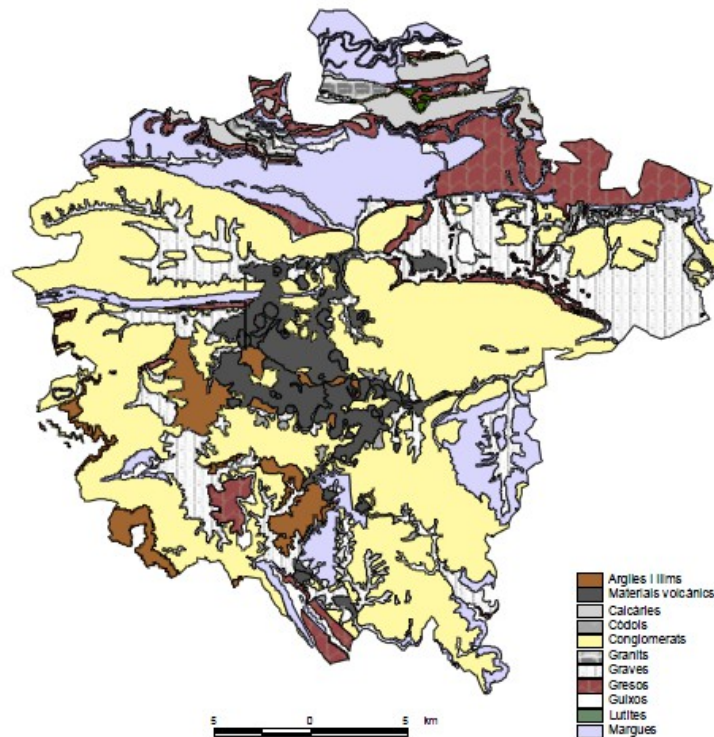 Argiles i llims
Materials volcànics
Calcàries
Còdols
Conglomerats
Granits
Graves
Gresos
Guixos
Lutites
Margues
5 0 5 km